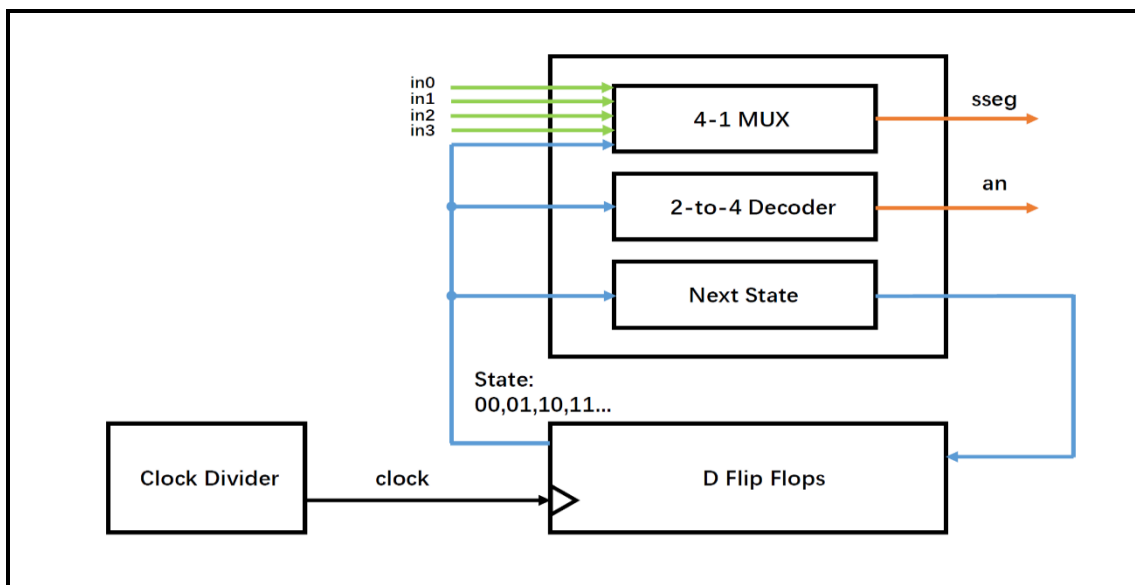 in0
in1
in2
in3
4-1 MUX
sseg
2-to-4 Decoder
an
Next State
State:
00,01,10,11...
Clock Divider
clock
D Flip Flops